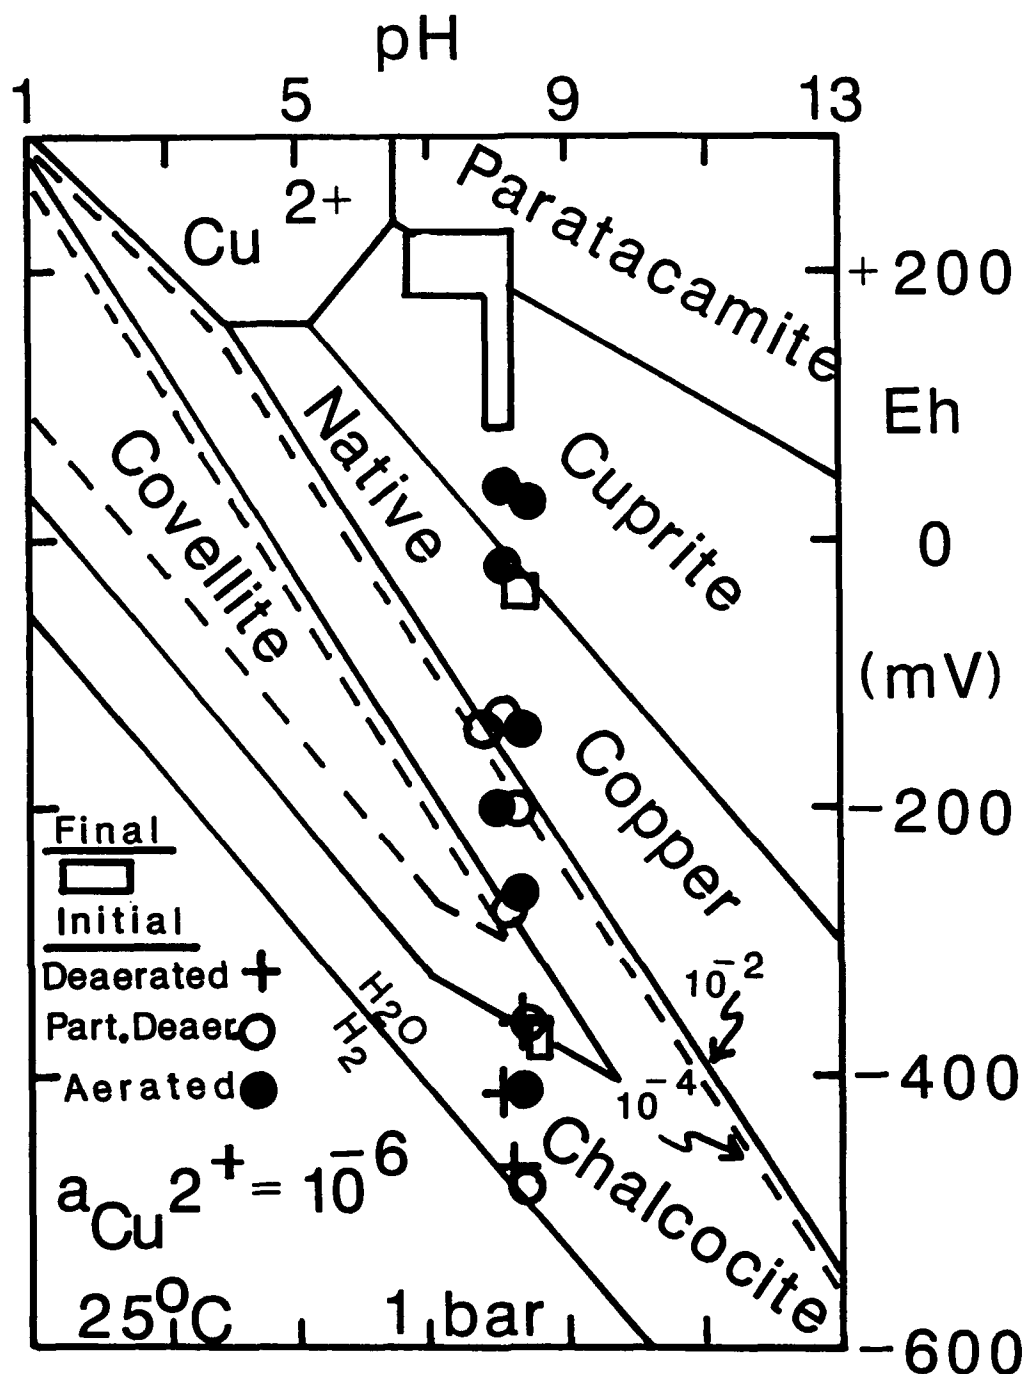 pH
1 5 9 13
Paratacamite
Cu 2+
+200
Eh
Native
Cuprite
Covellite
0
(mV)
Copper
-200
Final
Initial
Deaerated +
Part.Deaer.
Aerated
H2O
H2
10-2
10-4
-400
Chalcocite
aCu2+ = 10-6
25°C 1 bar
-600